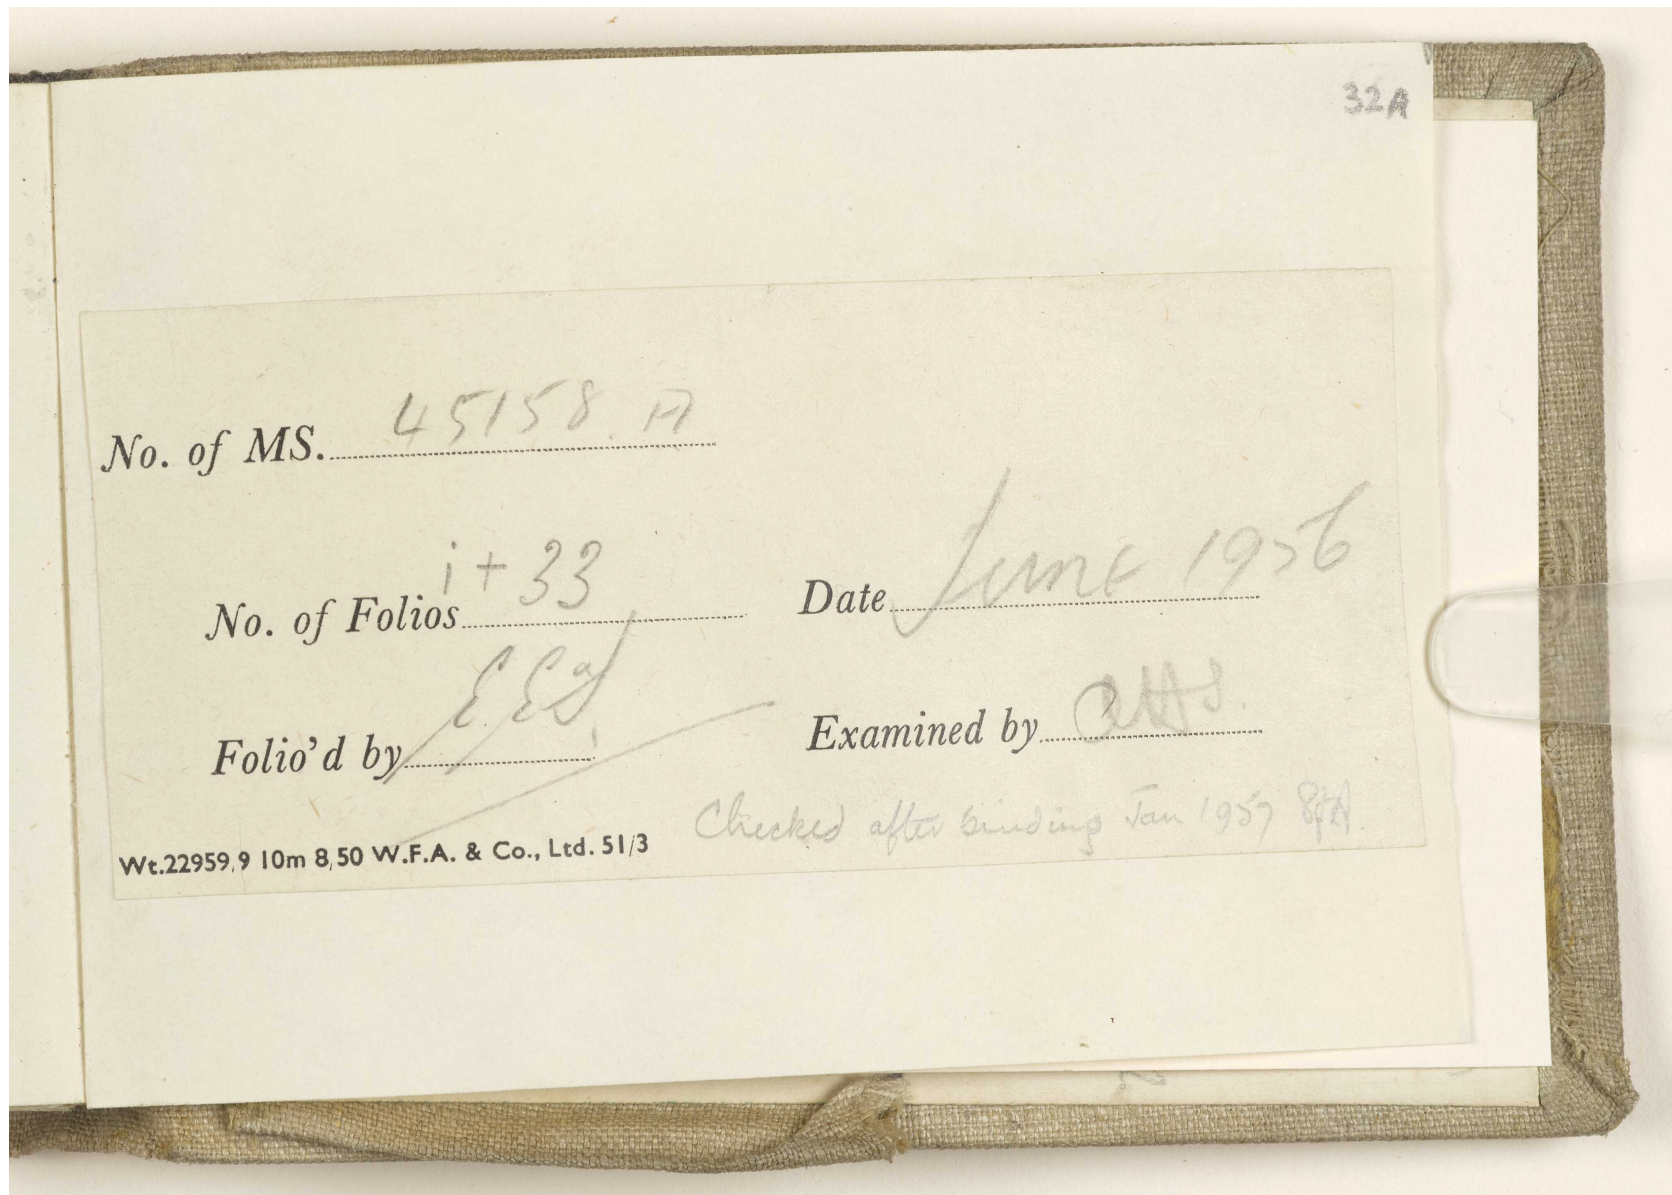 32A
No. of MS. 45158. A
No. of Folios i + 33
Date June 1956
Folio'd by
Examined by
Checked after binding Jan 1957
Wt.22959,9 10m 8,50 W.F.A. & Co., Ltd. 51/3